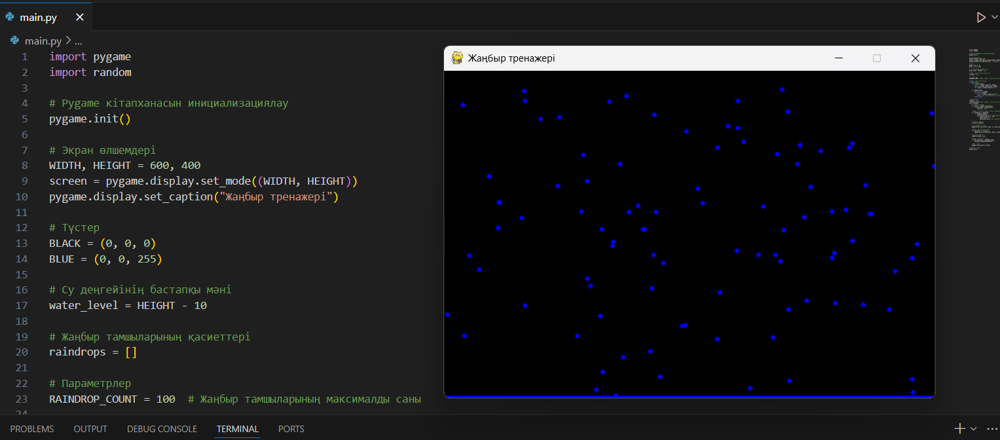 main.py
main.py > ...
1 import pygame
2 import random
3
4 # Pygame кітапханасын инициализациялау
5 pygame.init()
6
7 # Экран өлшемдері
8 WIDTH, HEIGHT = 600, 400
9 screen = pygame.display.set_mode((WIDTH, HEIGHT))
10 pygame.display.set_caption("Жаңбыр тренажері")
11
12 # Түстер
13 BLACK = (0, 0, 0)
14 BLUE = (0, 0, 255)
15
16 # Су деңгейінің бастапқы мәні
17 water_level = HEIGHT - 10
18
19 # Жаңбыр тамшыларының қасиеттері
20 raindrops = []
21
22 # Параметрлер
23 RAINDROP_COUNT = 100  # Жаңбыр тамшыларының максималды саны
24
Жаңбыр тренажері
PROBLEMS OUTPUT DEBUG CONSOLE TERMINAL PORTS